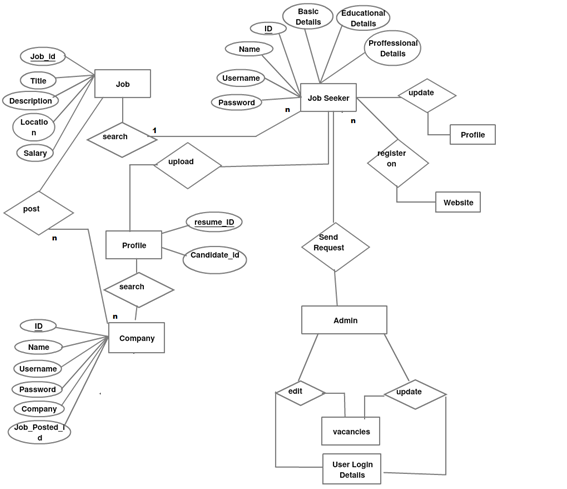 Basic
Details
Educational
Details
ID
Proffessional
Details
Name
Job_id
Title
Description
Locatio
n
Salary
Job
Username
Password
Job Seeker
n
n
update
Profile
search
1
upload
register
on
Website
post
n
resume_ID
Candidate_id
Profile
Send
Request
search
n
ID
Name
Username
Password
Company
Job_Posted_I
d
Company
Admin
edit
update
vacancies
User Login
Details